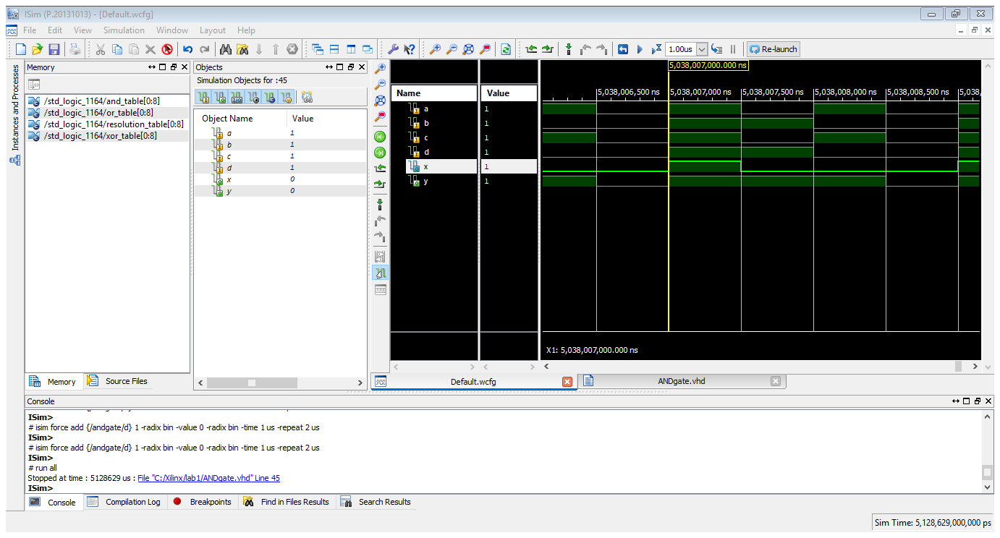 ISim (P.20131013) - [Default.wcfg]
File Edit View Simulation Window Layout Help
1.00us Re-launch
Instances and Processes
Memory
/std_logic_1164/and_table[0:8]
/std_logic_1164/or_table[0:8]
/std_logic_1164/resolution_table[0:8]
/std_logic_1164/xor_table[0:8]
Memory Source Files
Objects
Simulation Objects for :45
Object Name Value
a 1
b 1
c 1
d 1
x 0
y 0
5,038,007,000.000 ns
Name Value
5,038,006,500 ns 5,038,007,000 ns 5,038,007,500 ns 5,038,008,000 ns 5,038,008,500 ns 5,038,
a 1
b 1
c 1
d 1
x 1
y 1
X1: 5,038,007,000.000 ns
Default.wcfg ANDgate.vhd
Console
ISim>
# isim force add {/andgate/d} 1 -radix bin -value 0 -radix bin -time 1 us -repeat 2 us
ISim>
# isim force add {/andgate/d} 1 -radix bin -value 0 -radix bin -time 1 us -repeat 2 us
ISim>
# run all
Stopped at time : 5128629 us : File "C:/Xilinx/lab1/ANDgate.vhd" Line 45
ISim>
Console Compilation Log Breakpoints Find in Files Results Search Results
Sim Time: 5,128,629,000,000 ps